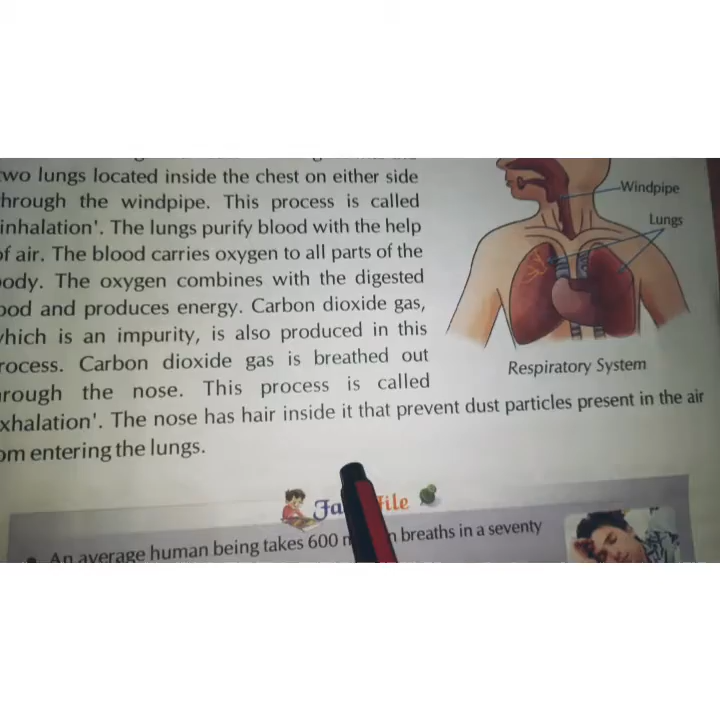 two lungs located inside the chest on either side
through the windpipe. This process is called
inhalation'. The lungs purify blood with the help
of air. The blood carries oxygen to all parts of the
ody. The oxygen combines with the digested
ood and produces energy. Carbon dioxide gas,
which is an impurity, is also produced in this
rocess. Carbon dioxide gas is breathed out
rough the nose. This process is called
xhalation'. The nose has hair inside it that prevent dust particles present in the air
om entering the lungs.
Windpipe
Lungs
Respiratory System
Fa File
An average human being takes 600 breaths in a seventy